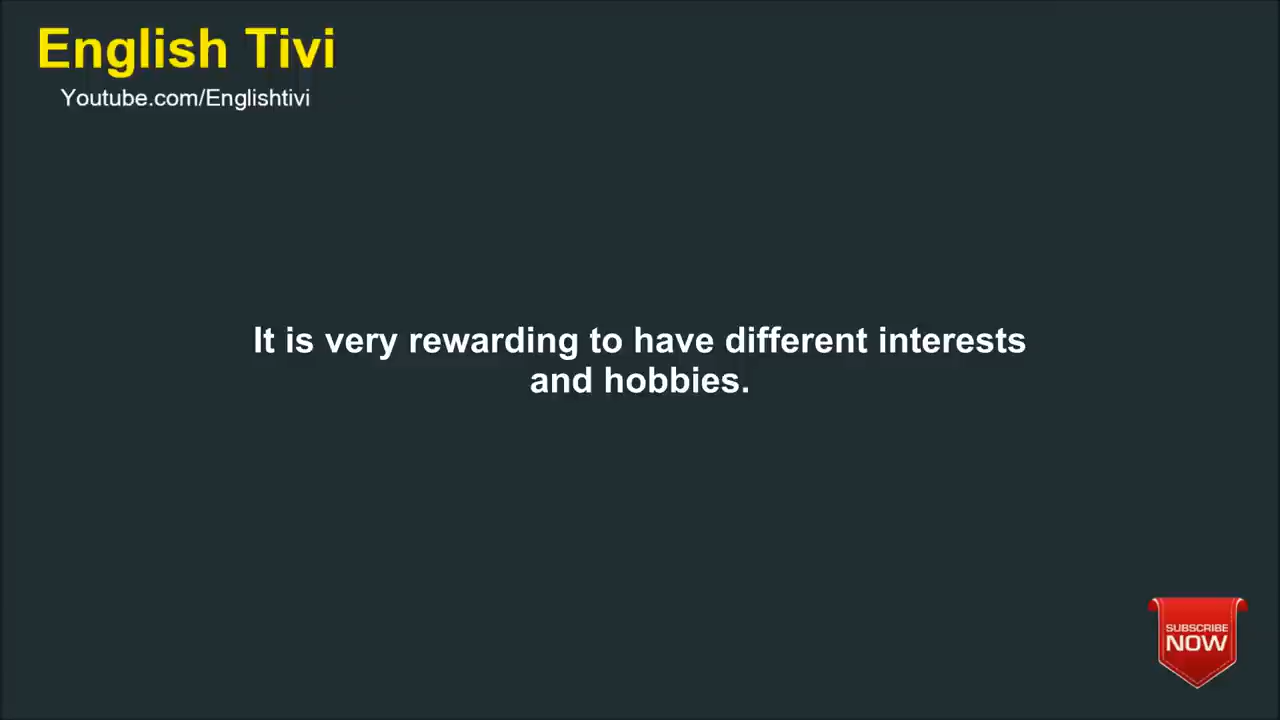 English Tivi
Youtube.com/Englishtivi
It is very rewarding to have different interests
and hobbies.
SUBSCRIBE
NOW